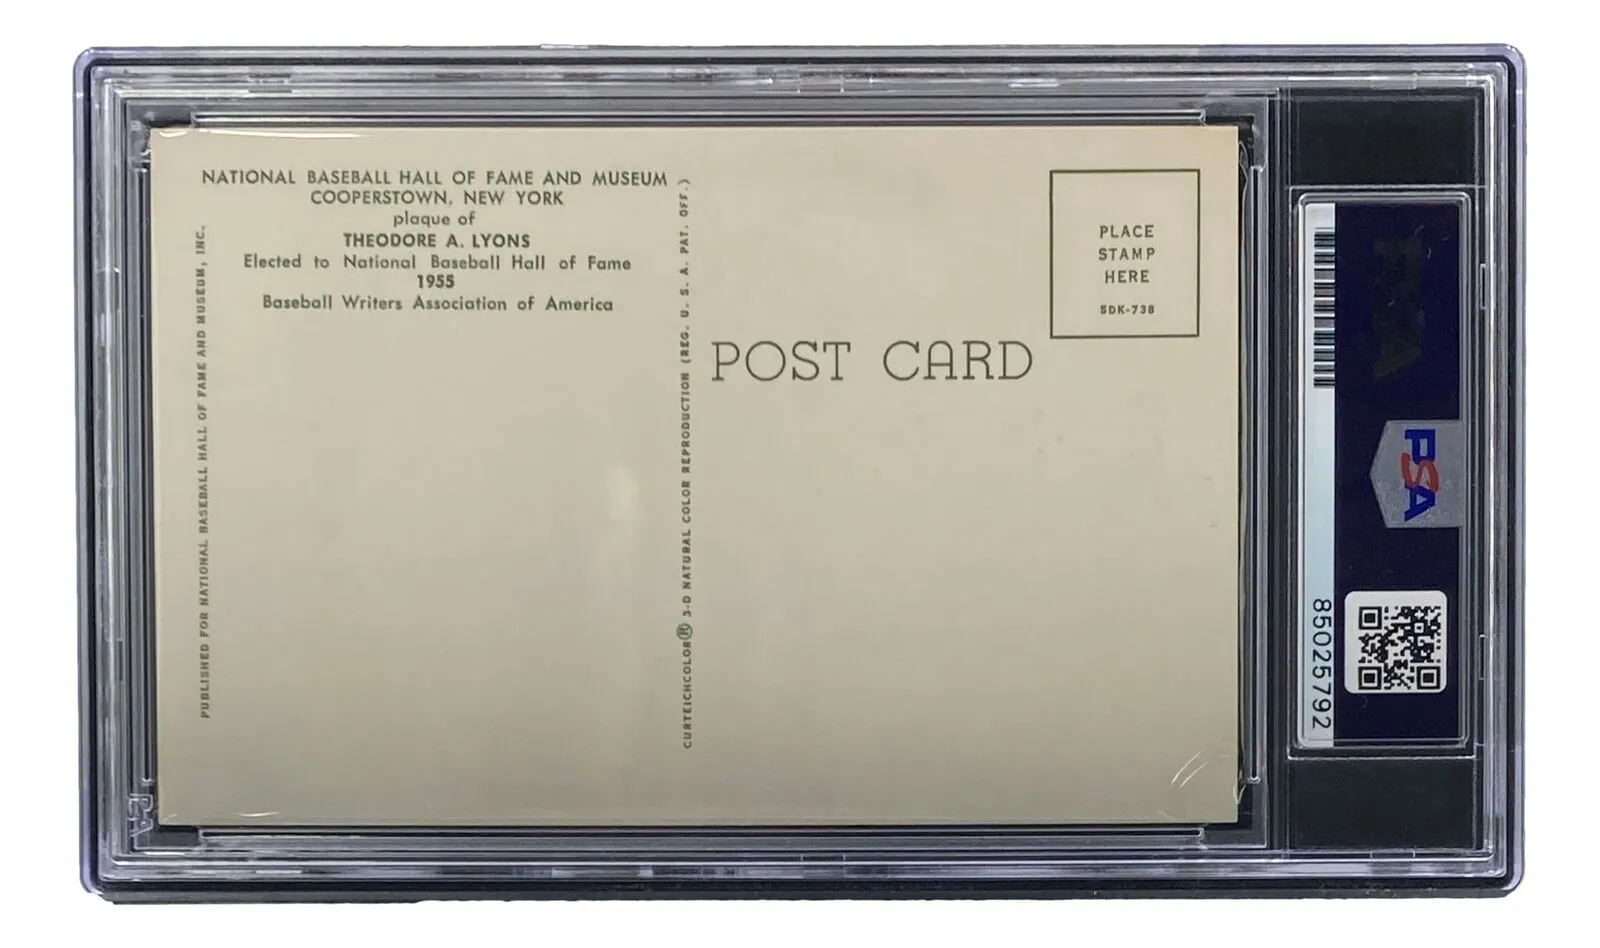 NATIONAL BASEBALL HALL OF FAME AND MUSEUM
COOPERSTOWN, NEW YORK
plaque of
THEODORE A. LYONS
Elected to National Baseball Hall of Fame
1955
Baseball Writers Association of America
PUBLISHED FOR NATIONAL BASEBALL HALL OF FAME AND MUSEUM, INC.
CURTEICHCOLOR® 3-D NATURAL COLOR REPRODUCTION (REG. U. S. A. PAT. OFF.)
POST CARD
PLACE
STAMP
HERE
5DK-738
PSA
85025792
PSA